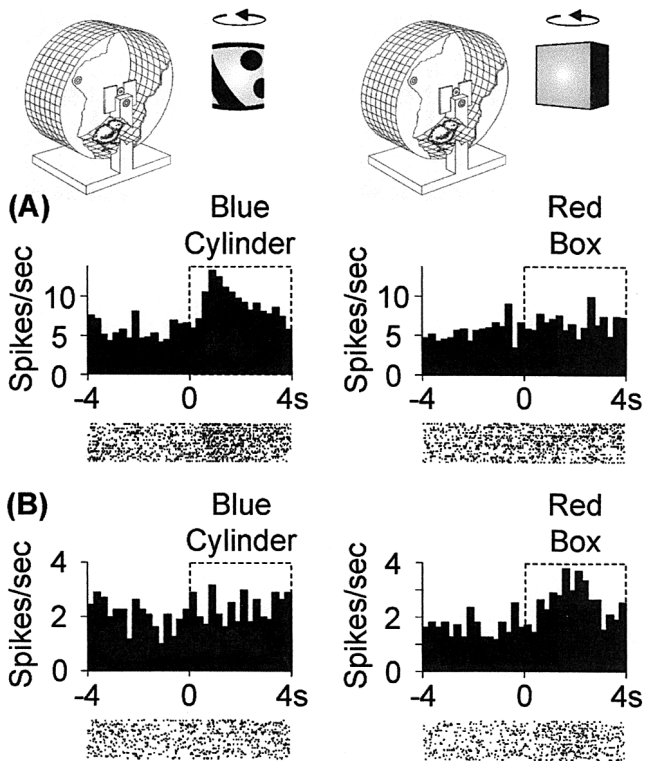 (A)
Blue
Cylinder
Red
Box
Spikes/sec
10
5
0
-4 0 4s
Spikes/sec
10
5
0
-4 0 4s
(B)
Blue
Cylinder
Red
Box
Spikes/sec
4
2
0
-4 0 4s
Spikes/sec
4
2
0
-4 0 4s